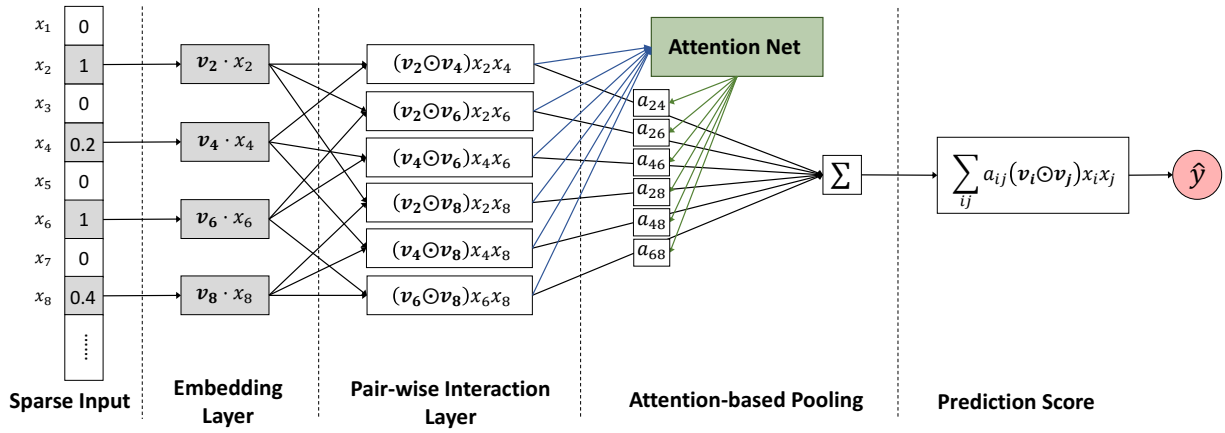 x₁ 0
x₂ 1
x₃ 0
x₄ 0.2
x₅ 0
x₆ 1
x₇ 0
x₈ 0.4
......
Sparse Input
v₂ · x₂
v₄ · x₄
v₆ · x₆
v₈ · x₈
Embedding
Layer
(v₂⊙v₄)x₂x₄
(v₂⊙v₆)x₂x₆
(v₄⊙v₆)x₄x₆
(v₂⊙v₈)x₂x₈
(v₄⊙v₈)x₄x₈
(v₆⊙v₈)x₆x₈
Pair-wise Interaction
Layer
Attention Net
a₂₄
a₂₆
a₄₆
a₂₈
a₄₈
a₆₈
Σ
Attention-based Pooling
∑ᵢⱼ aᵢⱼ(vᵢ⊙vⱼ)xᵢxⱼ
ŷ
Prediction Score